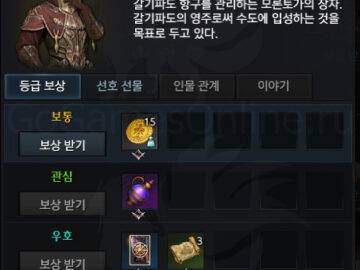 갈기파도 항구를 관리하는 모론토가의 장자.
갈기파도의 영주로써 수도에 입성하는 것을
목표로 두고 있다.
등급 보상 선호 선물 인물 관계 이야기
보통
15
보상 받기
관심
보상 받기
우호
3
보상 받기